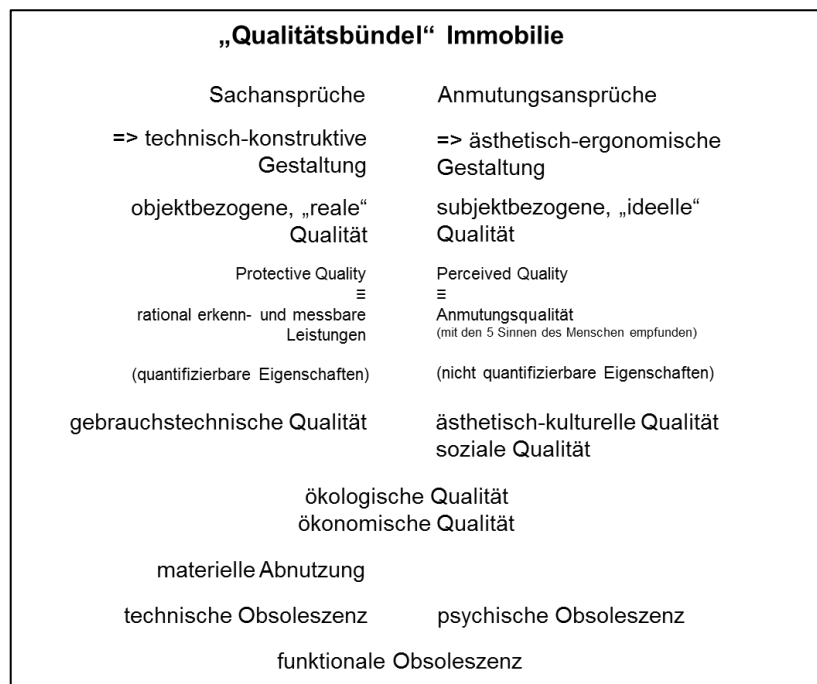 „Qualitätsbündel“ Immobilie
Sachansprüche
Anmutungsansprüche
=> technisch-konstruktive
Gestaltung
=> ästhetisch-ergonomische
Gestaltung
objektbezogene, „reale“
Qualität
subjektbezogene, „ideelle“
Qualität
Protective Quality
≡
rational erkenn- und messbare
Leistungen
Perceived Quality
≡
Anmutungsqualität
(mit den 5 Sinnen des Menschen empfunden)
(quantifizierbare Eigenschaften)
(nicht quantifizierbare Eigenschaften)
gebrauchstechnische Qualität
ästhetisch-kulturelle Qualität
soziale Qualität
ökologische Qualität
ökonomische Qualität
materielle Abnutzung
technische Obsoleszenz
psychische Obsoleszenz
funktionale Obsoleszenz